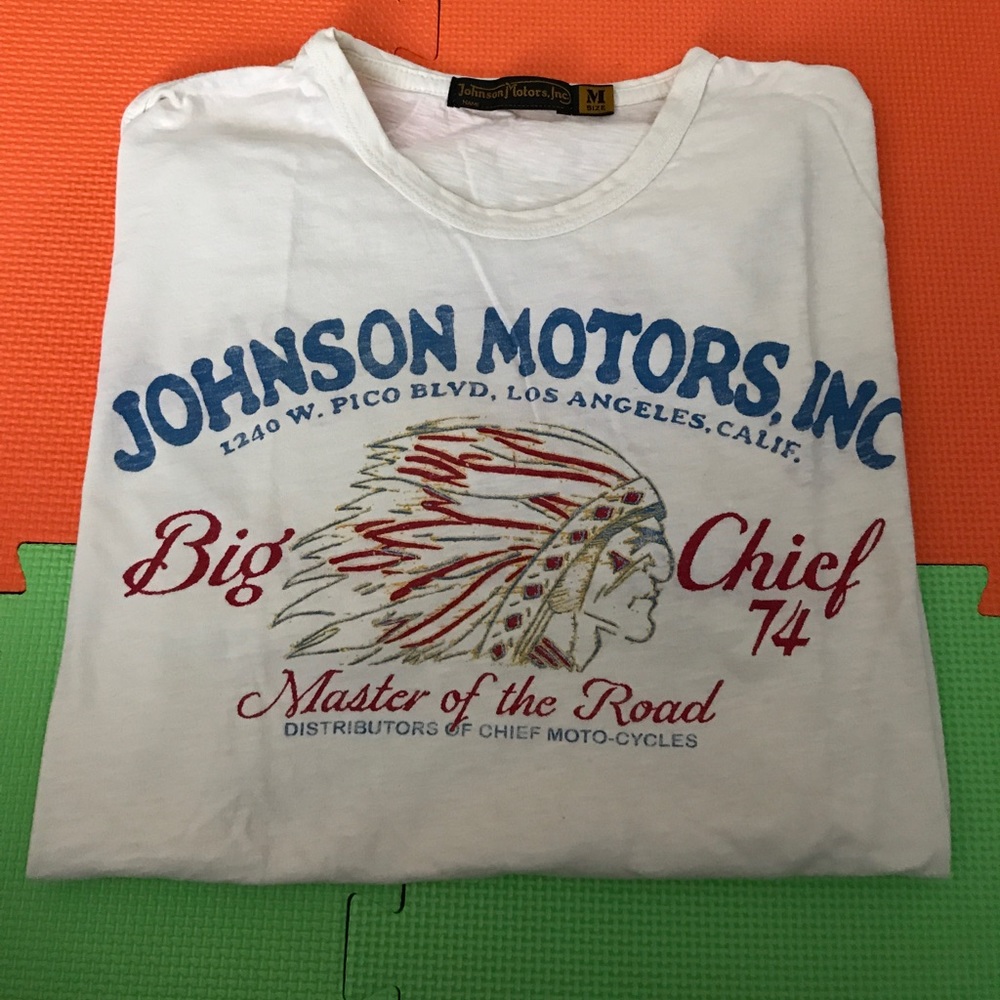 Johnson Motors, Inc
NAME
M
SIZE
JOHNSON MOTORS, INC
1240 W. PICO BLVD, LOS ANGELES, CALIF.
Big Chief
74
Master of the Road
DISTRIBUTORS OF CHIEF MOTO-CYCLES